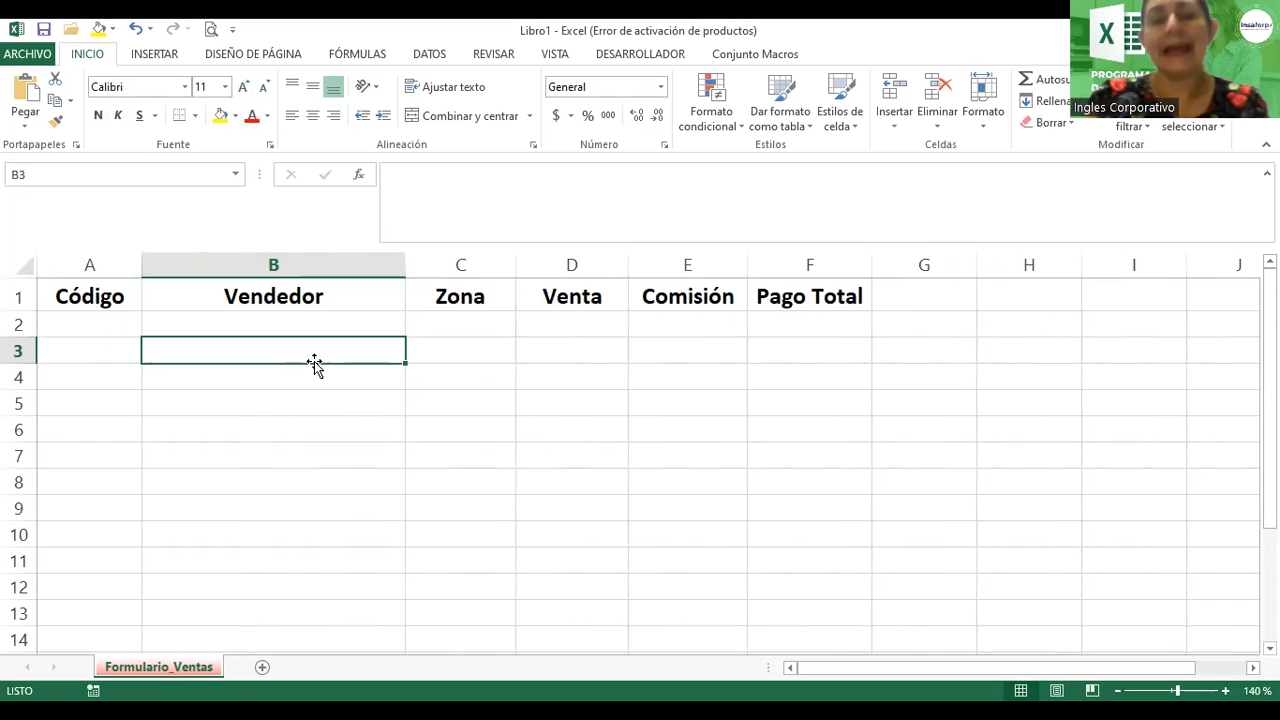 Libro1 - Excel (Error de activación de productos)
ARCHIVO INICIO INSERTAR DISEÑO DE PÁGINA FÓRMULAS DATOS REVISAR VISTA DESARROLLADOR Conjunto Macros
Calibri 11 Ajustar texto General Autosu
Pegar Formato condicional Dar formato como tabla Estilos de celda Insertar Eliminar Formato Rellena
N K S Combinar y centrar $ % 000 Borrar filtrar seleccionar
Portapapeles Fuente Alineación Número Estilos Celdas Modificar
insaforp
PROGRAMA
Ingles Corporativo
B3 fx
A B C D E F G H I J
1 Código Vendedor Zona Venta Comisión Pago Total
2
3
4
5
6
7
8
9
10
11
12
13
14
Formulario_Ventas
LISTO 140 %